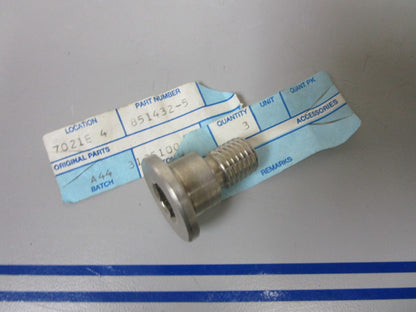 LOCATION PART NUMBER QUANTITY UNIT QUANT PK
7021E 4 851432-5 3
ORIGINAL PARTS ACCESSORIES
A44
BATCH REMARKS